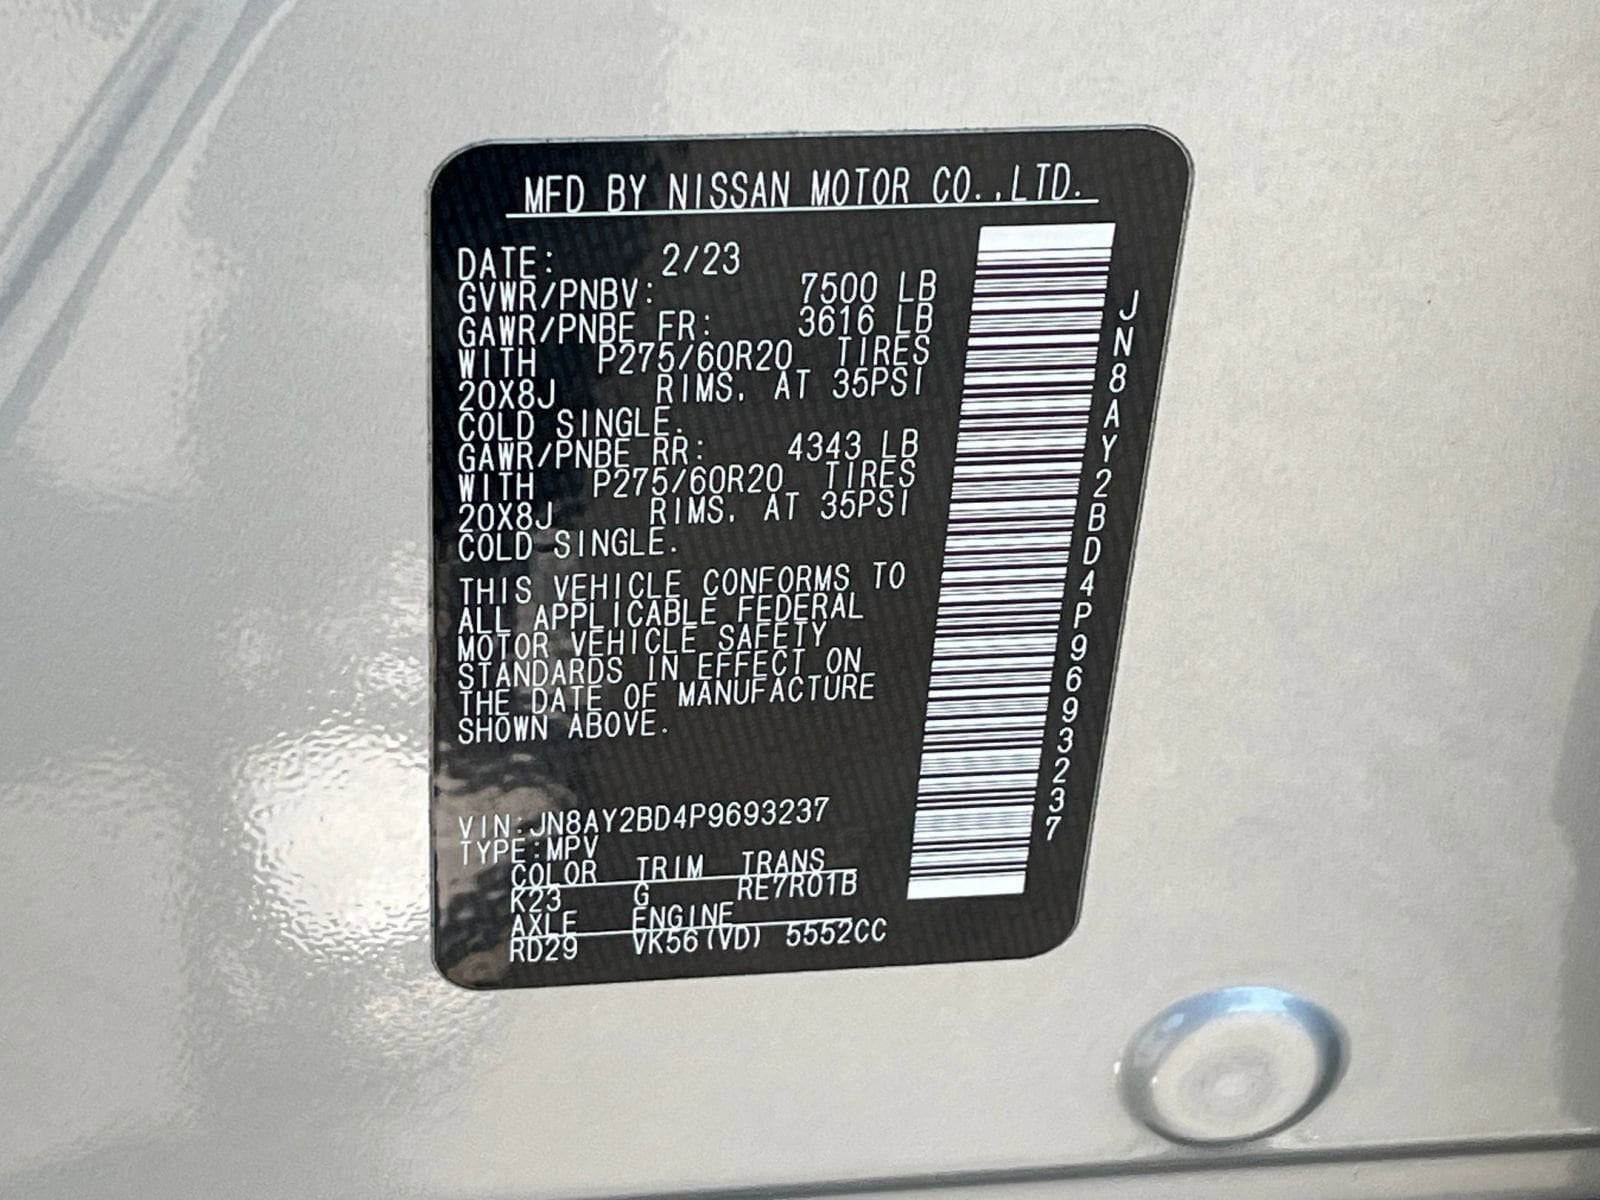 MFD BY NISSAN MOTOR CO.,LTD.
DATE: 2/23
GVWR/PNBV: 7500 LB
GAWR/PNBE FR: 3616 LB
WITH P275/60R20 TIRES
20X8J RIMS, AT 35PSI
COLD SINGLE.
GAWR/PNBE RR: 4343 LB
WITH P275/60R20 TIRES
20X8J RIMS, AT 35PSI
COLD SINGLE.
THIS VEHICLE CONFORMS TO
ALL APPLICABLE FEDERAL
MOTOR VEHICLE SAFETY
STANDARDS IN EFFECT ON
THE DATE OF MANUFACTURE
SHOWN ABOVE.
VIN:JN8AY2BD4P9693237
TYPE:MPV
COLOR TRIM TRANS
K23 G RE7R01B
AXLE ENGINE
RD29 VK56(VD) 5552CC
JN8AY2BD4P9693237